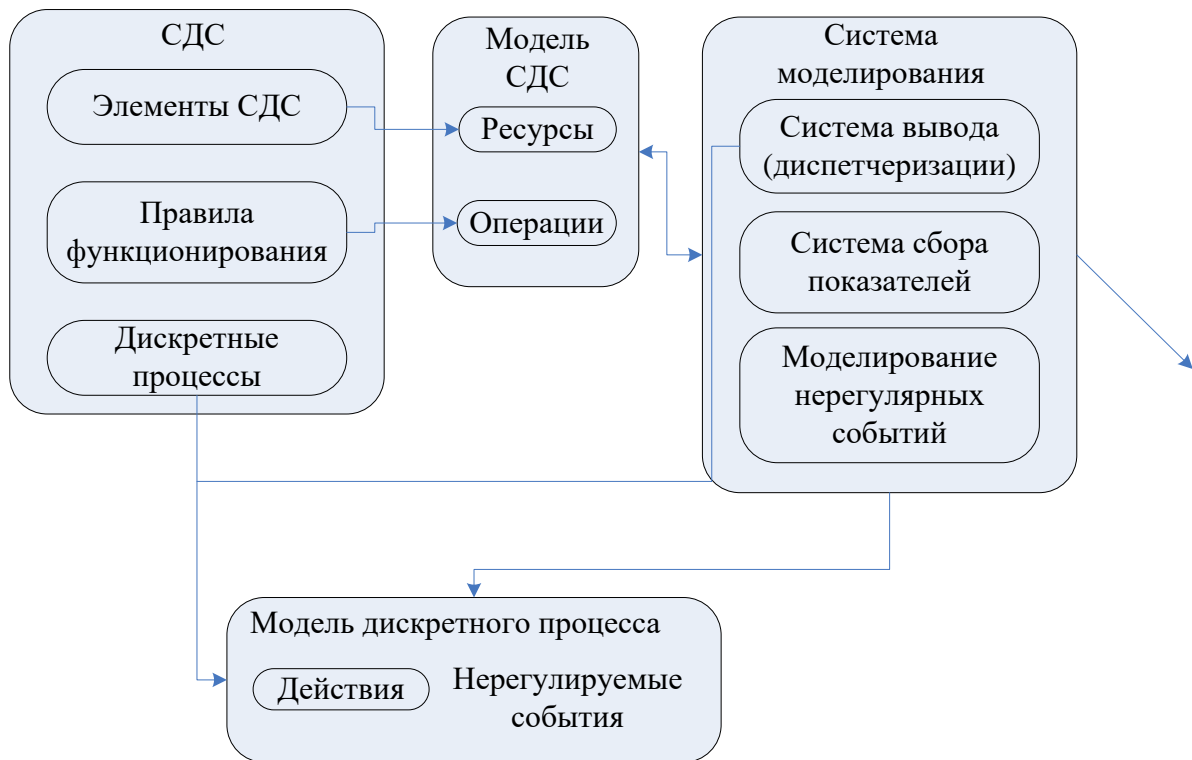 СДС
Элементы СДС
Правила
функционирования
Дискретные
процессы
Модель
СДС
Ресурсы
Операции
Система
моделирования
Система вывода
(диспетчеризации)
Система сбора
показателей
Моделирование
нерегулярных
событий
Модель дискретного процесса
Действия
Нерегулируемые
события